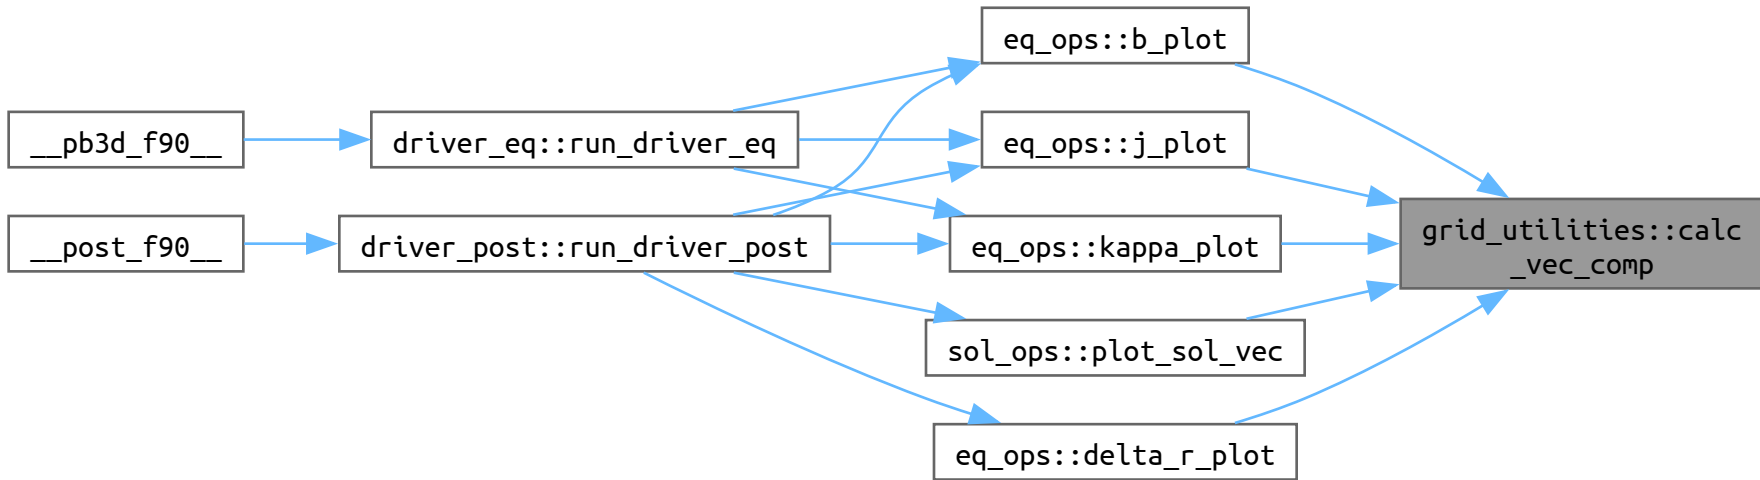 eq_ops::b_plot
__pb3d_f90__
driver_eq::run_driver_eq
eq_ops::j_plot
grid_utilities::calc
_vec_comp
__post_f90__
driver_post::run_driver_post
eq_ops::kappa_plot
sol_ops::plot_sol_vec
eq_ops::delta_r_plot